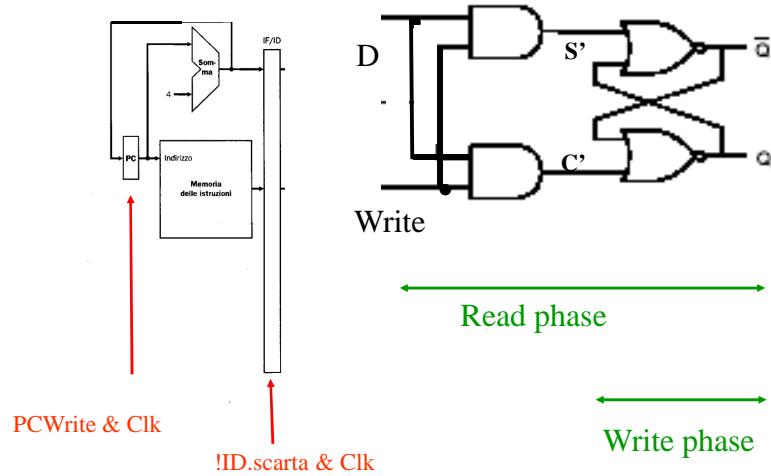 IF/ID
Som-
ma
4
PC
Indirizzo
Memoria
delle istruzioni
PCWrite & Clk
!ID.scarta & Clk
D
S’
Q̅
C’
Q
Write
Read phase
Write phase